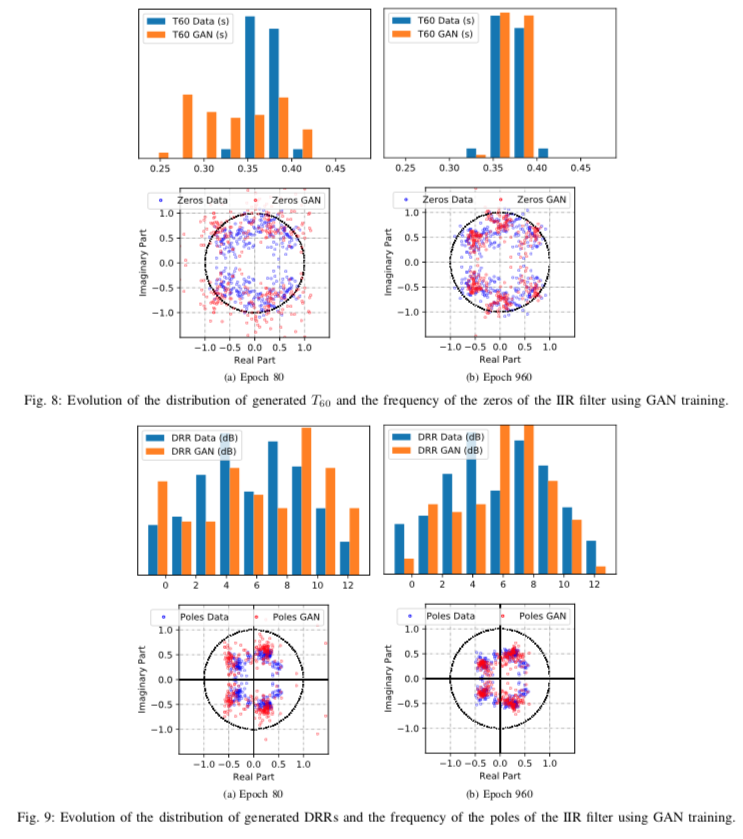 T60 Data (s)
T60 GAN (s)
0.25 0.30 0.35 0.40 0.45
T60 Data (s)
T60 GAN (s)
0.25 0.30 0.35 0.40 0.45
Zeros Data Zeros GAN
1.0
0.5
0.0
−0.5
−1.0
Imaginary Part
−1.0 −0.5 0.0 0.5 1.0
Real Part
(a) Epoch 80
Zeros Data Zeros GAN
1.0
0.5
0.0
−0.5
−1.0
Imaginary Part
−1.0 −0.5 0.0 0.5 1.0
Real Part
(b) Epoch 960
Fig. 8: Evolution of the distribution of generated T60 and the frequency of the zeros of the IIR filter using GAN training.
DRR Data (dB)
DRR GAN (dB)
0 2 4 6 8 10 12
DRR Data (dB)
DRR GAN (dB)
0 2 4 6 8 10 12
Poles Data Poles GAN
1.0
0.5
0.0
−0.5
−1.0
Imaginary Part
−1.0 −0.5 0.0 0.5 1.0
Real Part
(a) Epoch 80
Poles Data Poles GAN
1.0
0.5
0.0
−0.5
−1.0
Imaginary Part
−1.0 −0.5 0.0 0.5 1.0
Real Part
(b) Epoch 960
Fig. 9: Evolution of the distribution of generated DRRs and the frequency of the poles of the IIR filter using GAN training.